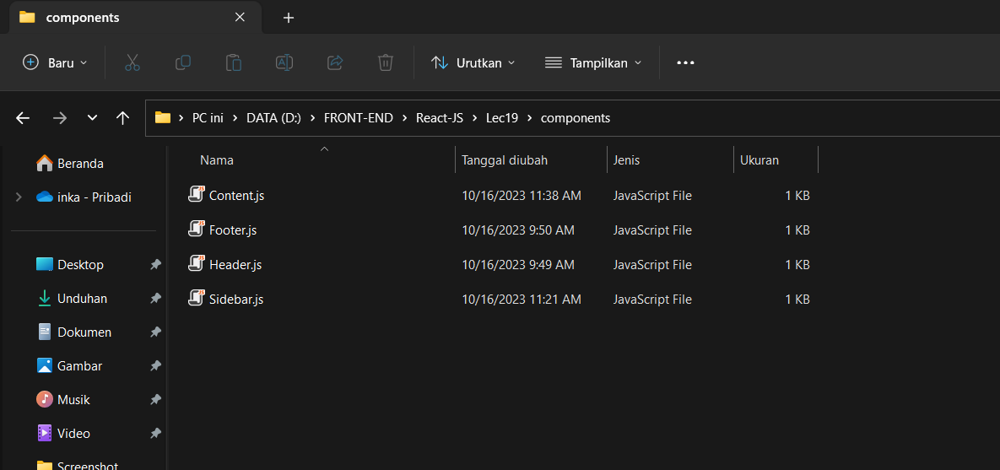 components
Baru
Urutkan
Tampilkan
PC ini > DATA (D:) > FRONT-END > React-JS > Lec19 > components
Nama Tanggal diubah Jenis Ukuran
Beranda
inka - Pribadi
Desktop
Unduhan
Dokumen
Gambar
Musik
Video
Screenshot
Content.js 10/16/2023 11:38 AM JavaScript File 1 KB
Footer.js 10/16/2023 9:50 AM JavaScript File 1 KB
Header.js 10/16/2023 9:49 AM JavaScript File 1 KB
Sidebar.js 10/16/2023 11:21 AM JavaScript File 1 KB